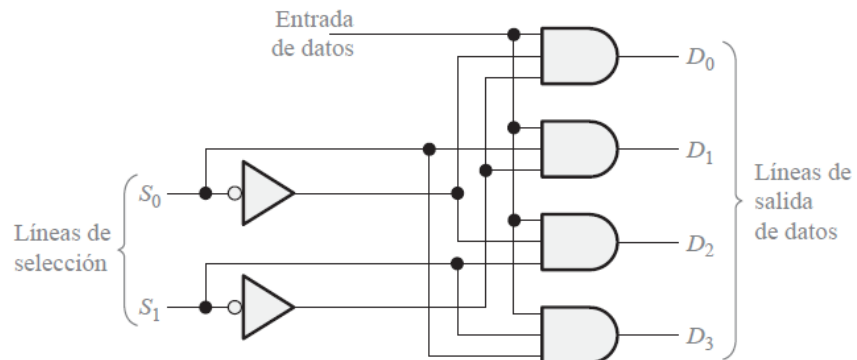 Entrada
de datos
D₀
D₁
S₀
Líneas de
selección
Líneas de
salida
de datos
D₂
S₁
D₃